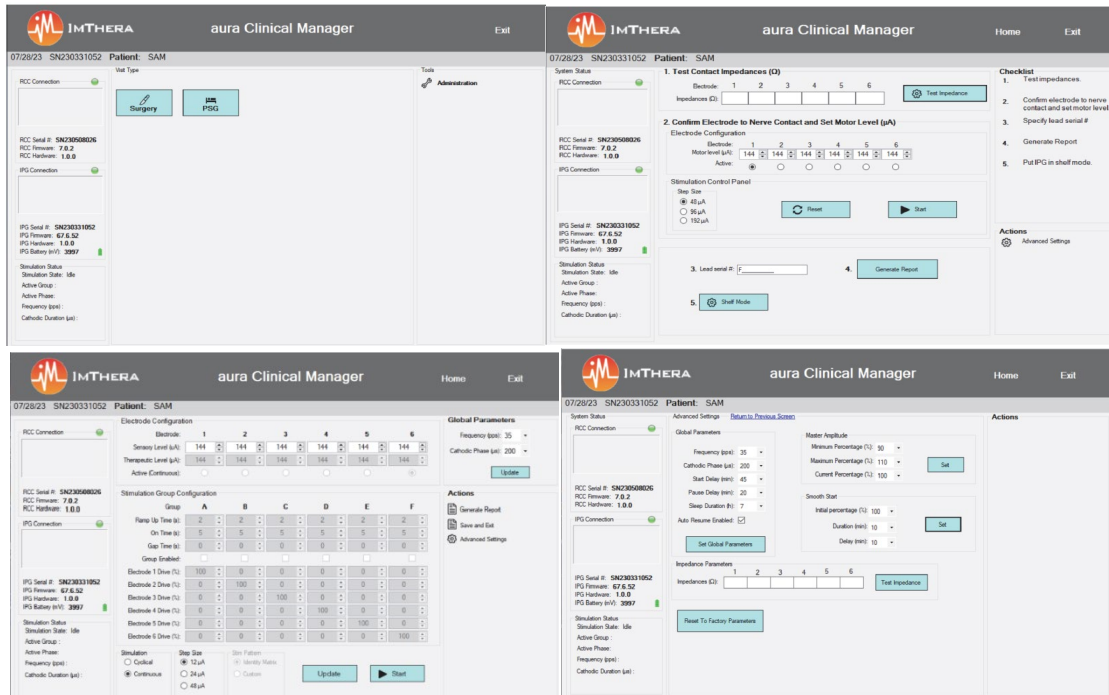 IMTHERA
aura Clinical Manager
Exit
07/28/23 SN230331052 Patient: SAM
RCC Connection
RCC Serial #: SN230508026
RCC Firmware: 7.0.2
RCC Hardware: 1.0.0
IPG Connection
IPG Serial #: SN230331052
IPG Firmware: 67.6.52
IPG Hardware: 1.0.0
IPG Battery (mV): 3997
Stimulation Status
Stimulation State: Idle
Active Group :
Active Phase:
Frequency (pps) :
Cathodic Duration (µs) :
Visit Type
Surgery
PSG
Tools
Administration
IMTHERA
aura Clinical Manager
Home Exit
07/28/23 SN230331052 Patient: SAM
System Status
RCC Connection
RCC Serial #: SN230508026
RCC Firmware: 7.0.2
RCC Hardware: 1.0.0
IPG Connection
IPG Serial #: SN230331052
IPG Firmware: 67.6.52
IPG Hardware: 1.0.0
IPG Battery (mV): 3997
Stimulation Status
Stimulation State: Idle
Active Group :
Active Phase:
Frequency (pps) :
Cathodic Duration (µs) :
1. Test Contact Impedances (Ω)
Electrode: 1 2 3 4 5 6
Impedances (Ω):
Test Impedance
2. Confirm Electrode to Nerve Contact and Set Motor Level (µA)
Electrode Configuration
Electrode: 1 2 3 4 5 6
Motor level (µA): 144 144 144 144 144 144
Active:
Stimulation Control Panel
Step Size
48 µA
96 µA
192 µA
Reset
Start
3. Lead serial #: F________
4. Generate Report
5. Shelf Mode
Checklist
1. Test impedances.
2. Confirm electrode to nerve
contact and set motor level
3. Specify lead serial #
4. Generate Report
5. Put IPG in shelf mode.
Actions
Advanced Settings
IMTHERA
aura Clinical Manager
Home Exit
07/28/23 SN230331052 Patient: SAM
RCC Connection
RCC Serial #: SN230508026
RCC Firmware: 7.0.2
RCC Hardware: 1.0.0
IPG Connection
IPG Serial #: SN230331052
IPG Firmware: 67.6.52
IPG Hardware: 1.0.0
IPG Battery (mV): 3997
Stimulation Status
Stimulation State: Idle
Active Group :
Active Phase:
Frequency (pps) :
Cathodic Duration (µs) :
Electrode Configuration
Electrode: 1 2 3 4 5 6
Sensory Level (uA): 144 144 144 144 144 144
Therapeutic Level (µA): 144 144 144 144 144 144
Active (Continuous):
Stimulation Group Configuration
Group A B C D E F
Ramp Up Time (s): 2 2 2 2 2 2
On Time (s): 5 5 5 5 5 5
Gap Time (s): 0 0 0 0 0 0
Group Enabled:
Electrode 1 Drive (%): 100 0 0 0 0 0
Electrode 2 Drive (%): 0 100 0 0 0 0
Electrode 3 Drive (%): 0 0 100 0 0 0
Electrode 4 Drive (%): 0 0 0 100 0 0
Electrode 5 Drive (%): 0 0 0 0 100 0
Electrode 6 Drive (%): 0 0 0 0 0 100
Stimulation
Cyclical
Continuous
Step Size
12 µA
24 µA
48 µA
Stim Pattern
Identity Matrix
Custom
Update
Start
Global Parameters
Frequency (pps): 35
Cathodic Phase (µs): 200
Update
Actions
Generate Report
Save and Exit
Advanced Settings
IMTHERA
aura Clinical Manager
Home Exit
07/28/23 SN230331052 Patient: SAM
System Status
RCC Connection
RCC Serial #: SN230508026
RCC Firmware: 7.0.2
RCC Hardware: 1.0.0
IPG Connection
IPG Serial #: SN230331052
IPG Firmware: 67.6.52
IPG Hardware: 1.0.0
IPG Battery (mV): 3997
Stimulation Status
Stimulation State: Idle
Active Group :
Active Phase:
Frequency (pps) :
Cathodic Duration (µs) :
Advanced Settings Return to Previous Screen
Global Parameters
Frequency (pps): 35
Cathodic Phase (µs): 200
Start Delay (min): 45
Pause Delay (min): 20
Sleep Duration (h): 7
Auto Resume Enabled:
Set Global Parameters
Master Amplitude
Minimum Percentage (%): 90
Maximum Percentage (%): 110
Current Percentage (%): 100
Set
Smooth Start
Initial percentage (%): 100
Duration (min): 10
Delay (min): 10
Set
Impedance Parameters
1 2 3 4 5 6
Impedances (Ω):
Test Impedance
Reset To Factory Parameters
Actions